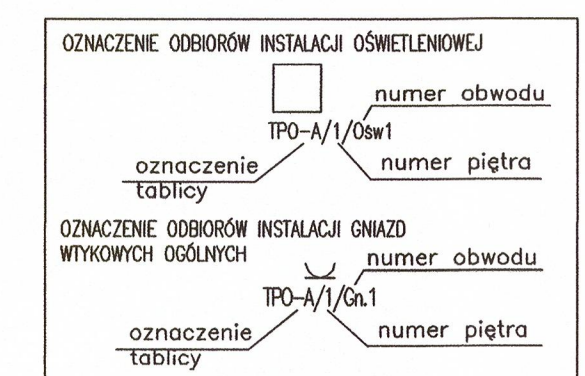 OZNACZENIE ODBIORÓW INSTALACJI OŚWIETLENIOWEJ
numer obwodu
TPO-A/1/Ośw1
oznaczenie
tablicy
numer piętra
OZNACZENIE ODBIORÓW INSTALACJI GNIAZD
WTYKOWYCH OGÓLNYCH
numer obwodu
TPO-A/1/Gn.1
oznaczenie
tablicy
numer piętra